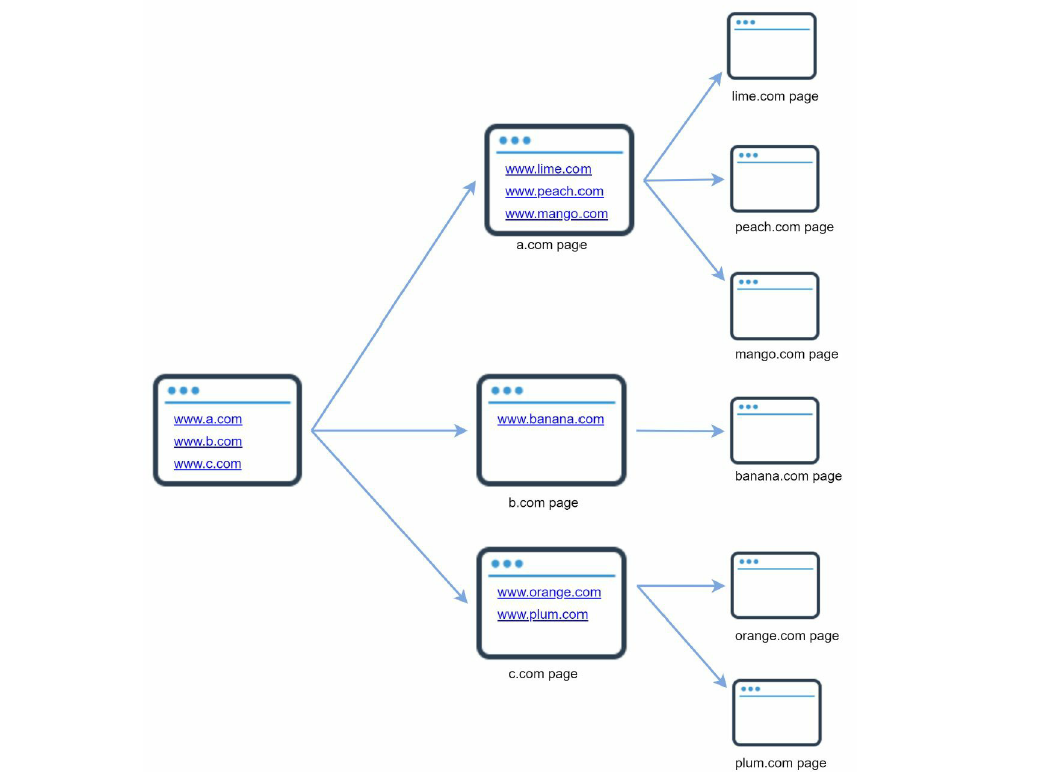 lime.com page
www.lime.com
www.peach.com
www.mango.com
a.com page
peach.com page
mango.com page
www.a.com
www.b.com
www.c.com
www.banana.com
b.com page
banana.com page
www.orange.com
www.plum.com
c.com page
orange.com page
plum.com page